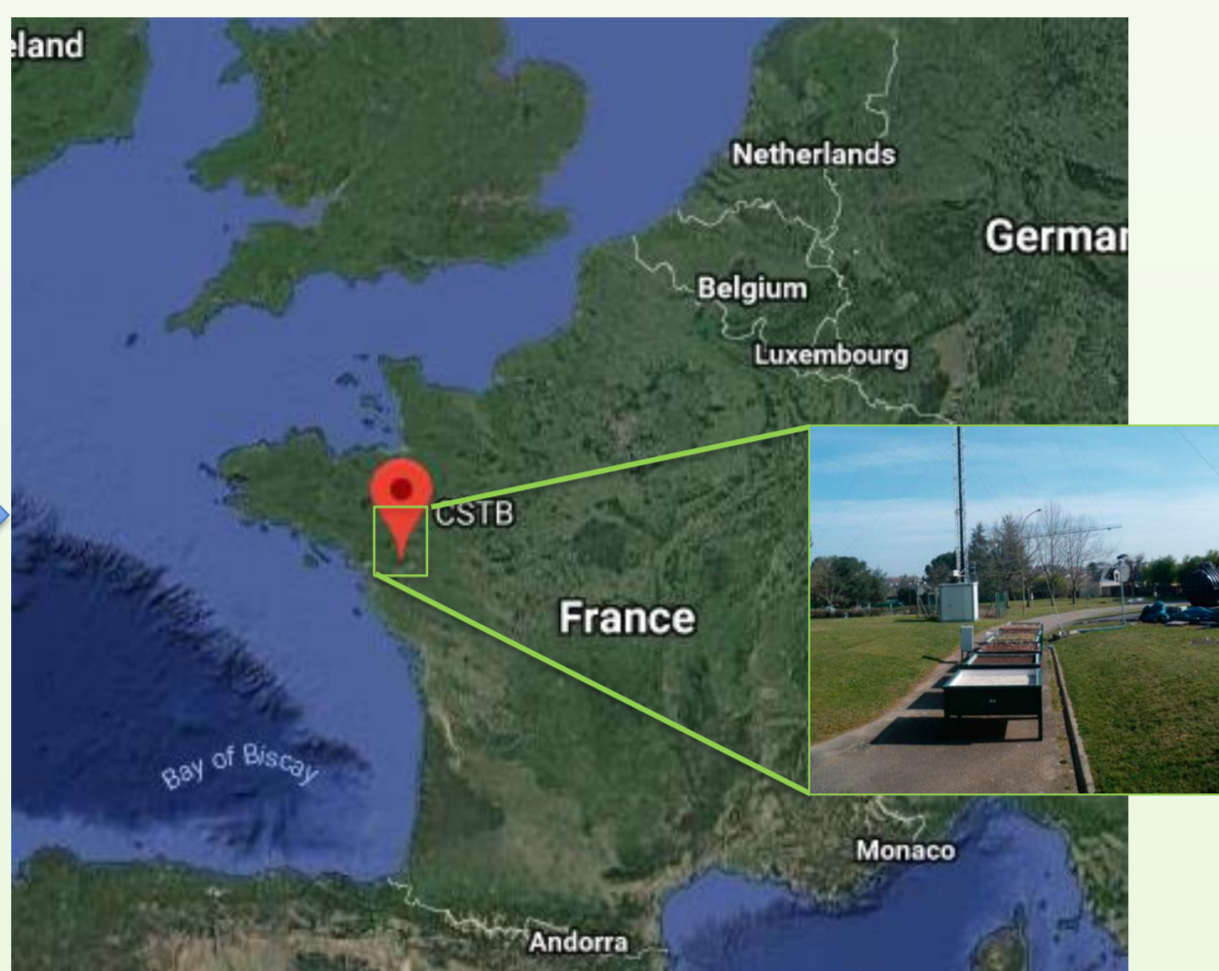 eland
Netherlands
German
Belgium
Luxembourg
CSTB
France
Bay of Biscay
Monaco
Andorra